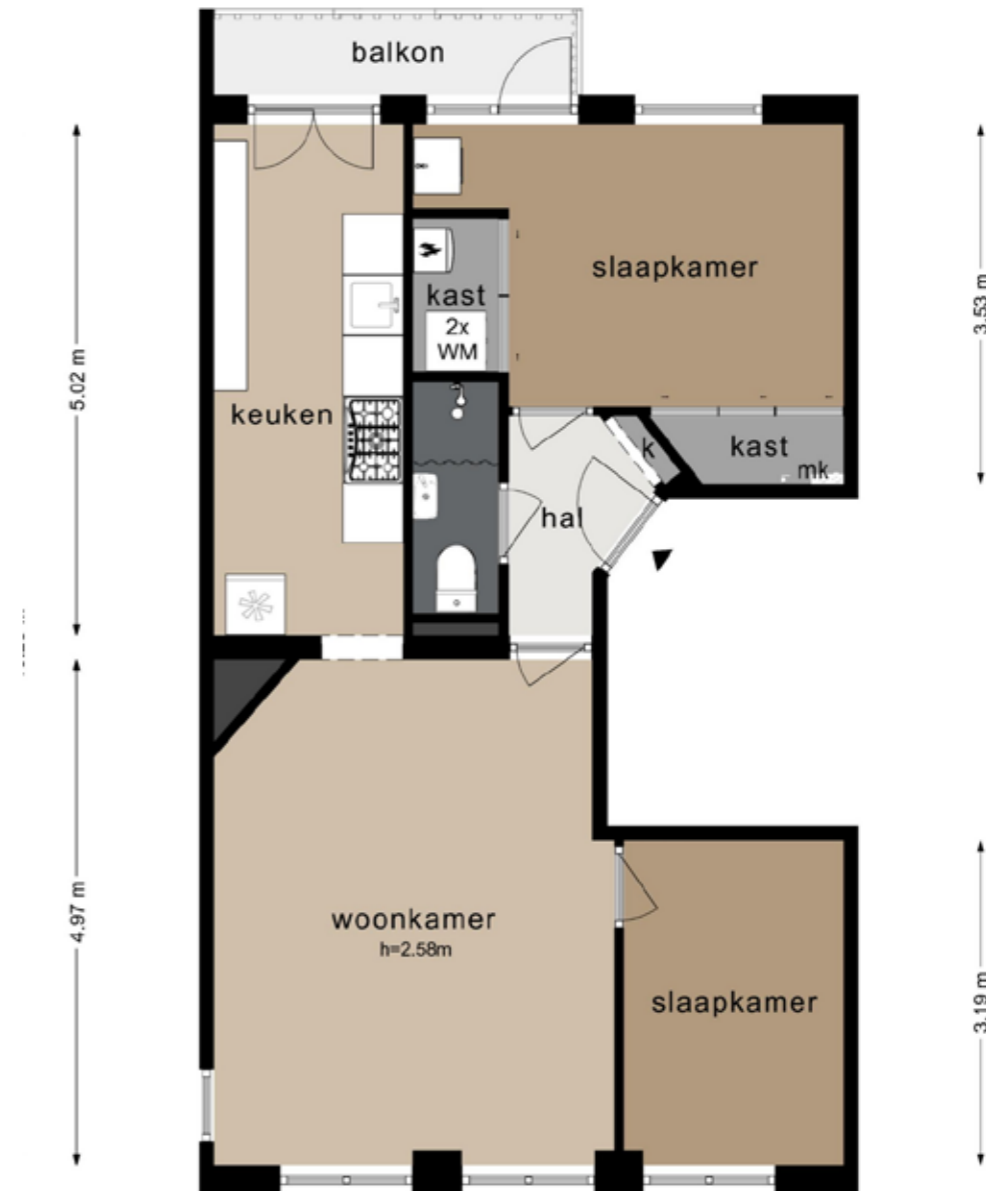 balkon
slaapkamer
kast
2x
WM
keuken
5.02 m
3.53 m
k
kast
mk
hal
4.97 m
woonkamer
h=2.58m
slaapkamer
3.19 m